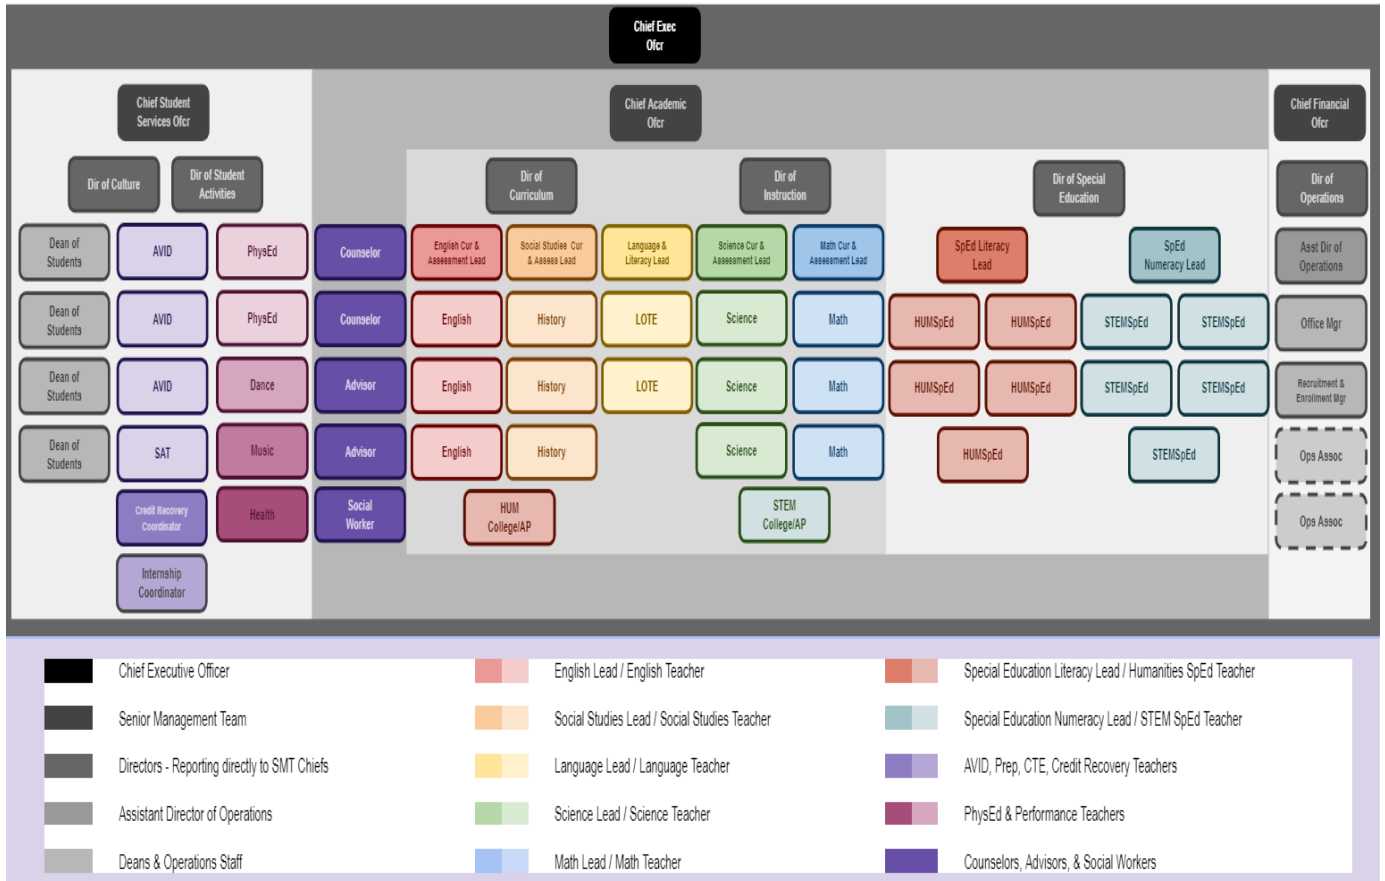 Chief Exec
Ofcr
Chief Student
Services Ofcr
Chief Academic
Ofcr
Chief Financial
Ofcr
Dir of Culture
Dir of Student
Activities
Dir of
Curriculum
Dir of
Instruction
Dir of Special
Education
Dir of
Operations
Dean of
Students
AVID
PhysEd
Counselor
English Cur &
Assessment Lead
Social Studies Cur
& Assess Lead
Language &
Literacy Lead
Science Cur &
Assessment Lead
Math Cur &
Assessment Lead
SpEd Literacy
Lead
SpEd
Numeracy Lead
Asst Dir of
Operations
Dean of
Students
AVID
PhysEd
Counselor
English
History
LOTE
Science
Math
HUMSpEd
HUMSpEd
STEMSpEd
STEMSpEd
Office Mgr
Dean of
Students
AVID
Dance
Advisor
English
History
LOTE
Science
Math
HUMSpEd
HUMSpEd
STEMSpEd
STEMSpEd
Recruitment &
Enrollment Mgr
Dean of
Students
SAT
Music
Advisor
English
History
Science
Math
HUMSpEd
STEMSpEd
Ops Assoc
Credit Recovery
Coordinator
Health
Social
Worker
HUM
College/AP
STEM
College/AP
Ops Assoc
Internship
Coordinator
Chief Executive Officer
English Lead / English Teacher
Special Education Literacy Lead / Humanities SpEd Teacher
Senior Management Team
Social Studies Lead / Social Studies Teacher
Special Education Numeracy Lead / STEM SpEd Teacher
Directors - Reporting directly to SMT Chiefs
Language Lead / Language Teacher
AVID, Prep, CTE, Credit Recovery Teachers
Assistant Director of Operations
Science Lead / Science Teacher
PhysEd & Performance Teachers
Deans & Operations Staff
Math Lead / Math Teacher
Counselors, Advisors, & Social Workers